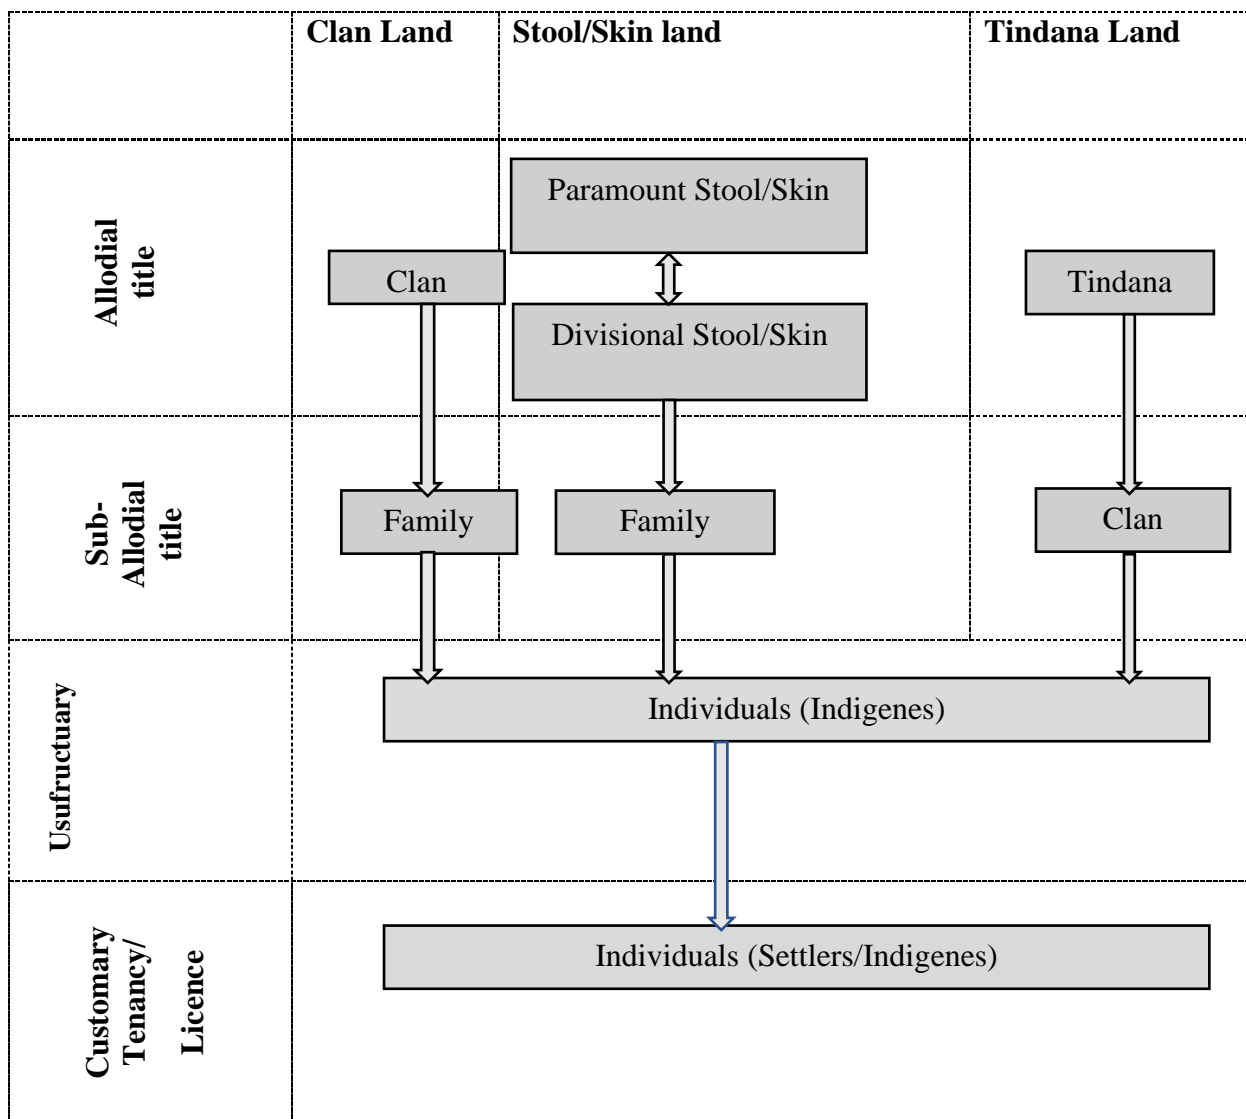 Clan Land
Stool/Skin land
Tindana Land
Allodial
title
Paramount Stool/Skin
Clan
Divisional Stool/Skin
Tindana
Sub-
Allodial
title
Family
Family
Clan
Usufructuary
Individuals (Indigenes)
Customary
Tenancy/
Licence
Individuals (Settlers/Indigenes)